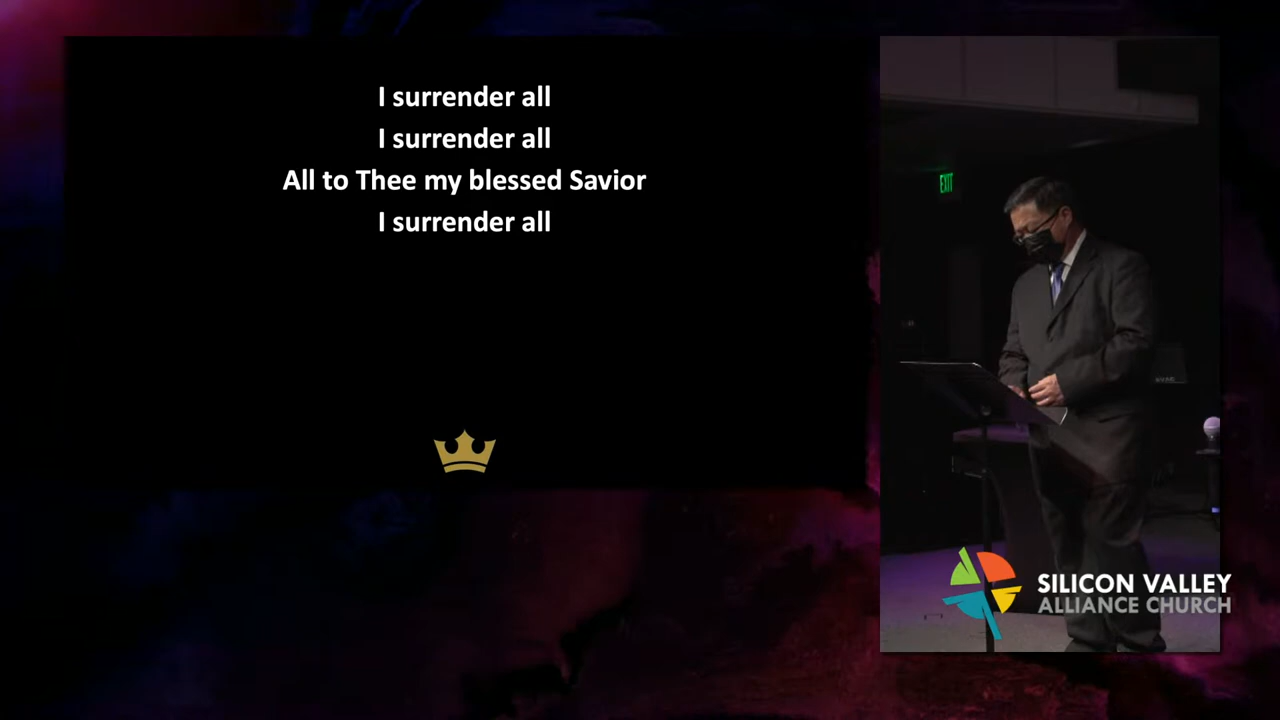 I surrender all
I surrender all
All to Thee my blessed Savior
I surrender all
EXIT
SILICON VALLEY
ALLIANCE CHURCH